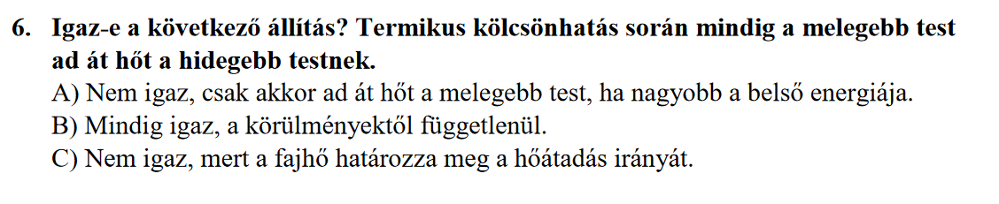 6. Igaz-e a következő állítás? Termikus kölcsönhatás során mindig a melegebb test
ad át hőt a hidegebb testnek.
A) Nem igaz, csak akkor ad át hőt a melegebb test, ha nagyobb a belső energiája.
B) Mindig igaz, a körülményektől függetlenül.
C) Nem igaz, mert a fajhő határozza meg a hőátadás irányát.